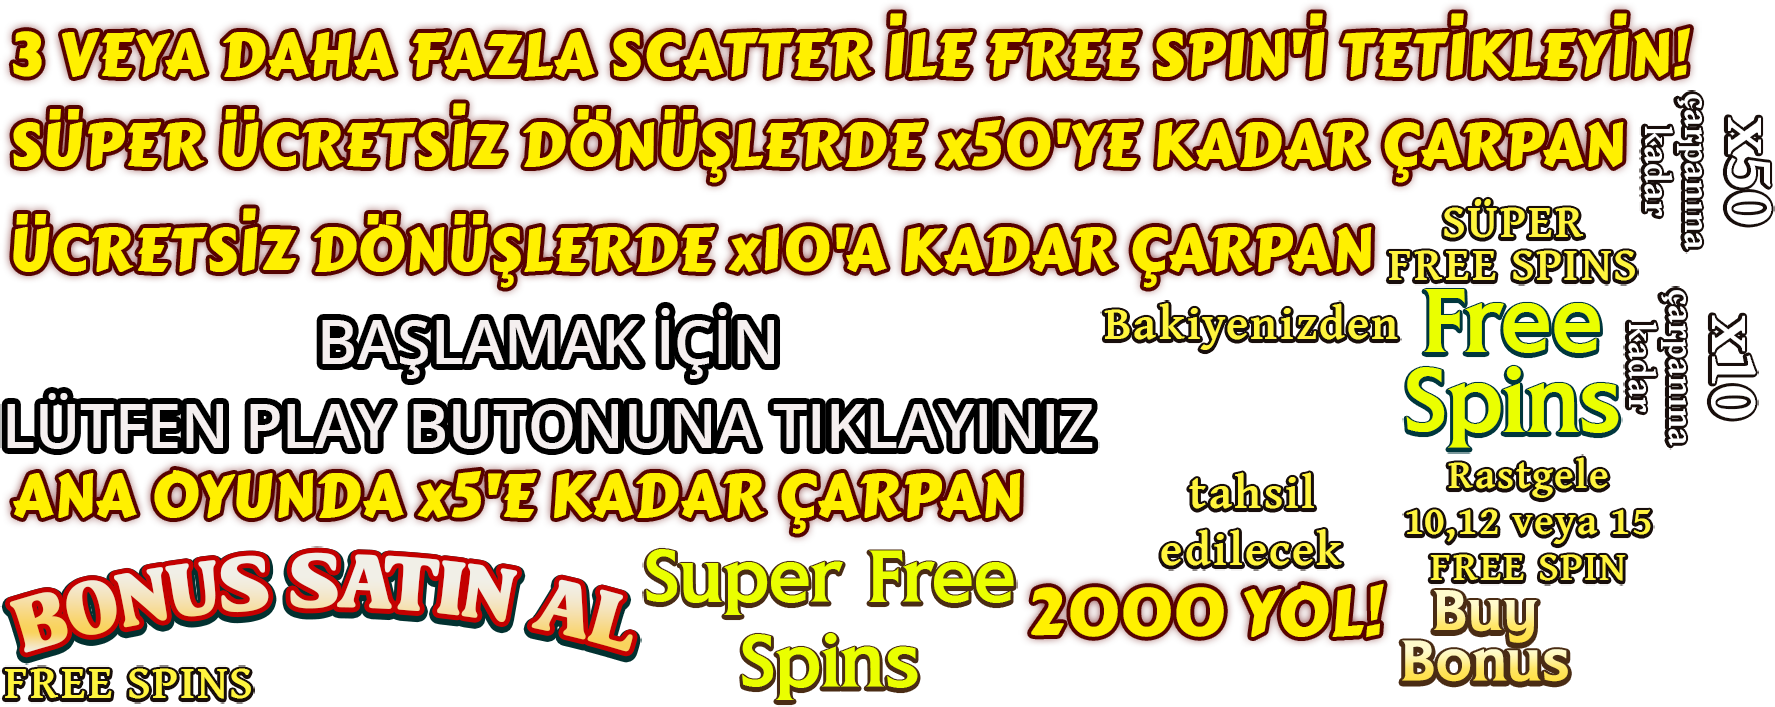 3 VEYA DAHA FAZLA SCATTER İLE FREE SPIN'İ TETİKLEYİN!
SÜPER ÜCRETSİZ DÖNÜŞLERDE x50'YE KADAR ÇARPAN
x50
çarpanına
kadar
ÜCRETSİZ DÖNÜŞLERDE x10'A KADAR ÇARPAN
SÜPER
FREE SPINS
BAŞLAMAK İÇİN
LÜTFEN PLAY BUTONUNA TIKLAYINIZ
Bakiyenizden
Free
Spins
x10
çarpanına
kadar
ANA OYUNDA x5'E KADAR ÇARPAN
tahsil
edilecek
Rastgele
10,12 veya 15
FREE SPIN
BONUS SATIN AL
Super Free
Spins
2000 YOL!
Buy
Bonus
FREE SPINS